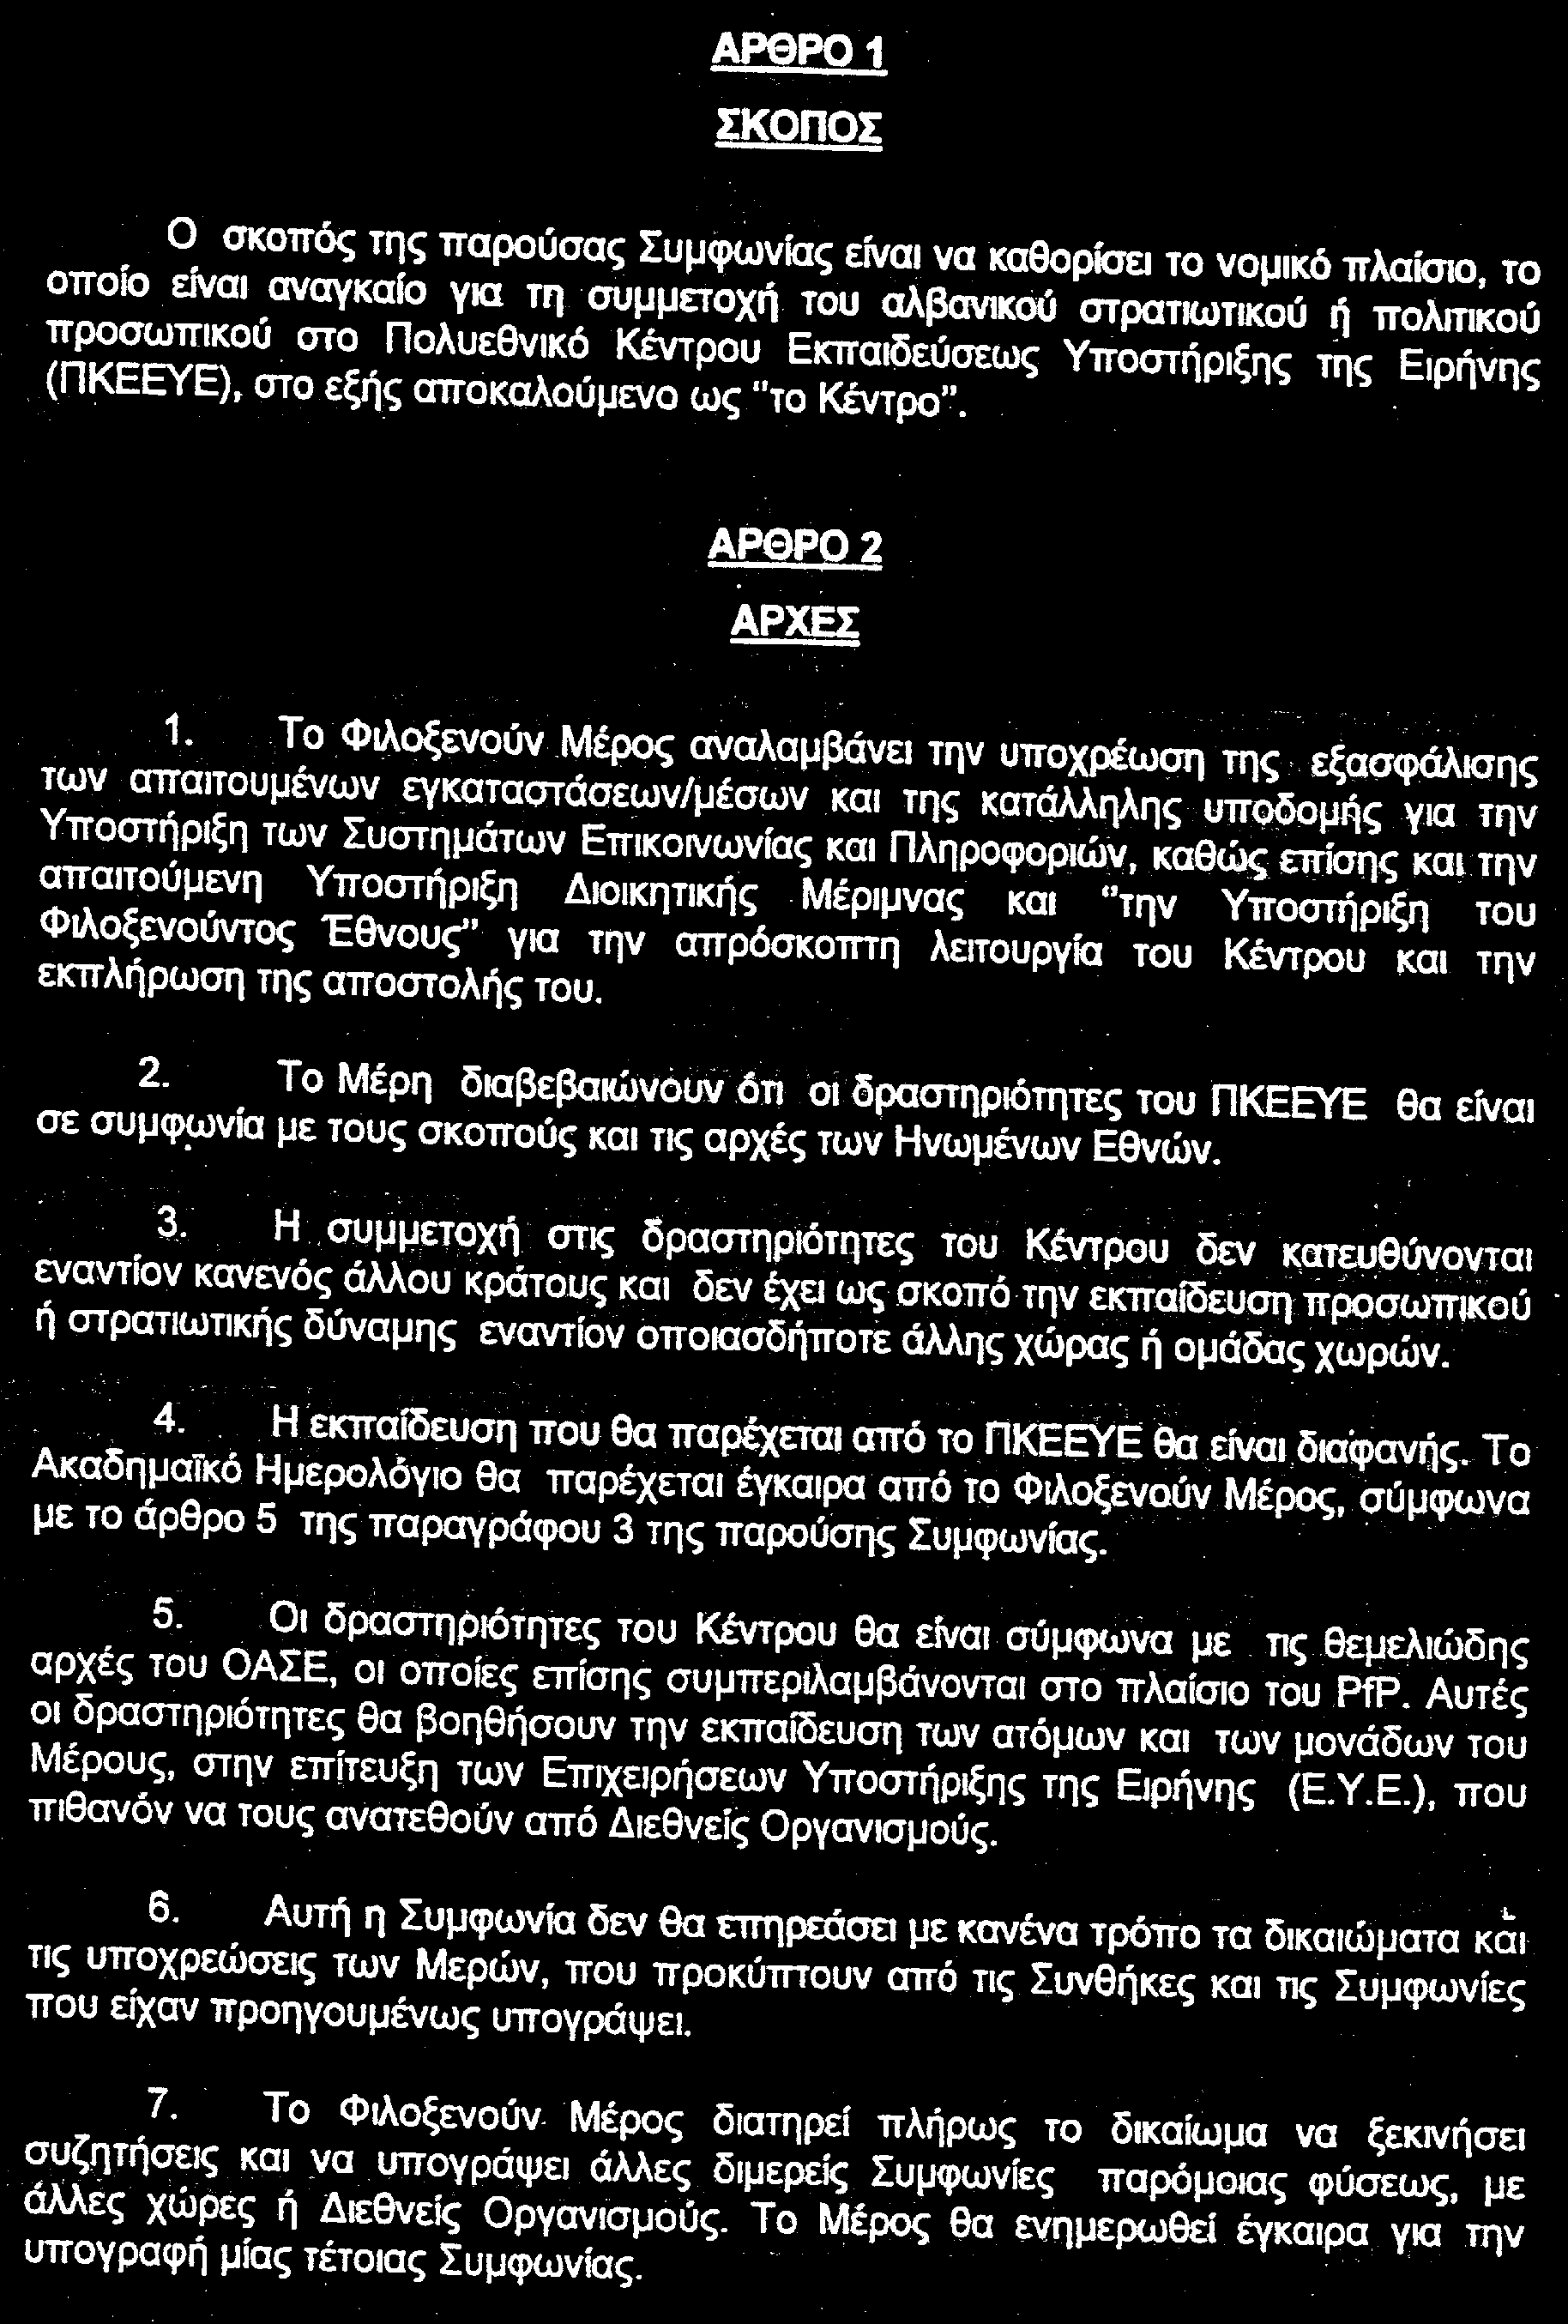 ΑΡΘΡΟ 1
ΣΚΟΠΟΣ
Ο σκοπός της παρούσας Συμφωνίας είναι να καθορίσει το νομικό πλαίσιο, το
οποίο είναι αναγκαίο για τη συμμετοχή του αλβανικού στρατιωτικού ή πολιτικού
προσωπικού στο Πολυεθνικό Κέντρου Εκπαιδεύσεως Υποστήριξης της Ειρήνης
(ΠΚΕΕΥΕ), στο εξής αποκαλούμενο ως "το Κέντρο".
ΑΡΘΡΟ 2
ΑΡΧΕΣ
1. Το Φιλοξενούν Μέρος αναλαμβάνει την υποχρέωση της εξασφάλισης
των απαιτουμένων εγκαταστάσεων/μέσων και της κατάλληλης υποδομής για την
Υποστήριξη των Συστημάτων Επικοινωνίας και Πληροφοριών, καθώς επίσης και την
απαιτούμενη Υποστήριξη Διοικητικής Μέριμνας και "την Υποστήριξη του
Φιλοξενούντος Έθνους" για την απρόσκοπτη λειτουργία του Κέντρου και την
εκπλήρωση της αποστολής του.
2. Το Μέρη διαβεβαιώνουν ότι οι δραστηριότητες του ΠΚΕΕΥΕ θα είναι
σε συμφωνία με τους σκοπούς και τις αρχές των Ηνωμένων Εθνών.
3. Η συμμετοχή στις δραστηριότητες του Κέντρου δεν κατευθύνονται
εναντίον κανενός άλλου κράτους και δεν έχει ως σκοπό την εκπαίδευση προσωπικού
ή στρατιωτικής δύναμης εναντίον οποιασδήποτε άλλης χώρας ή ομάδας χωρών.
4. Η εκπαίδευση που θα παρέχεται από το ΠΚΕΕΥΕ θα είναι διαφανής. Το
Ακαδημαϊκό Ημερολόγιο θα παρέχεται έγκαιρα από το Φιλοξενούν Μέρος, σύμφωνα
με το άρθρο 5 της παραγράφου 3 της παρούσης Συμφωνίας.
5. Οι δραστηριότητες του Κέντρου θα είναι σύμφωνα με τις θεμελιώδης
αρχές του ΟΑΣΕ, οι οποίες επίσης συμπεριλαμβάνονται στο πλαίσιο του PfP. Αυτές
οι δραστηριότητες θα βοηθήσουν την εκπαίδευση των ατόμων και των μονάδων του
Μέρους, στην επίτευξη των Επιχειρήσεων Υποστήριξης της Ειρήνης (Ε.Υ.Ε.), που
πιθανόν να τους ανατεθούν από Διεθνείς Οργανισμούς.
6. Αυτή η Συμφωνία δεν θα επηρεάσει με κανένα τρόπο τα δικαιώματα και
τις υποχρεώσεις των Μερών, που προκύπτουν από τις Συνθήκες και τις Συμφωνίες
που είχαν προηγουμένως υπογράψει.
7. Το Φιλοξενούν Μέρος διατηρεί πλήρως το δικαίωμα να ξεκινήσει
συζητήσεις και να υπογράψει άλλες διμερείς Συμφωνίες παρόμοιας φύσεως, με
άλλες χώρες ή Διεθνείς Οργανισμούς. Το Μέρος θα ενημερωθεί έγκαιρα για την
υπογραφή μίας τέτοιας Συμφωνίας.